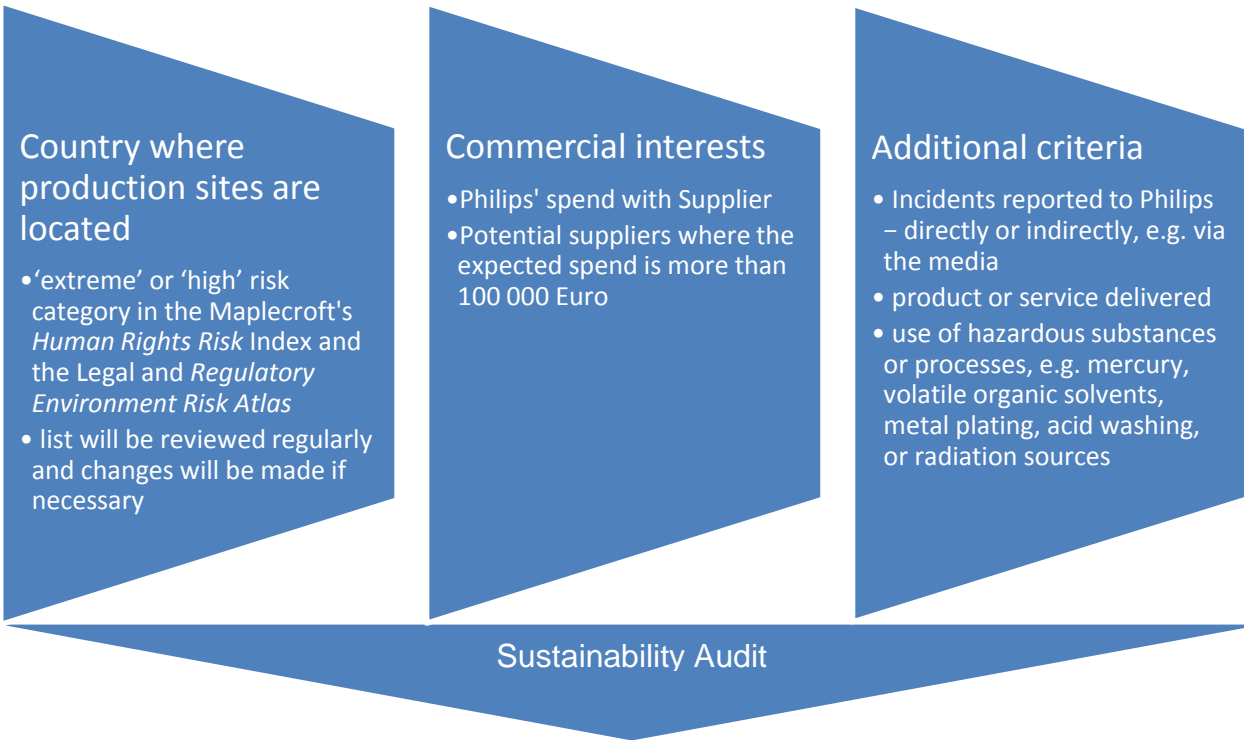 Country where
production sites are
located
•‘extreme’ or ‘high’ risk
category in the Maplecroft's
Human Rights Risk Index and
the Legal and Regulatory
Environment Risk Atlas
• list will be reviewed regularly
and changes will be made if
necessary
Commercial interests
•Philips' spend with Supplier
•Potential suppliers where the
expected spend is more than
100 000 Euro
Additional criteria
• Incidents reported to Philips
– directly or indirectly, e.g. via
the media
• product or service delivered
• use of hazardous substances
or processes, e.g. mercury,
volatile organic solvents,
metal plating, acid washing,
or radiation sources
Sustainability Audit